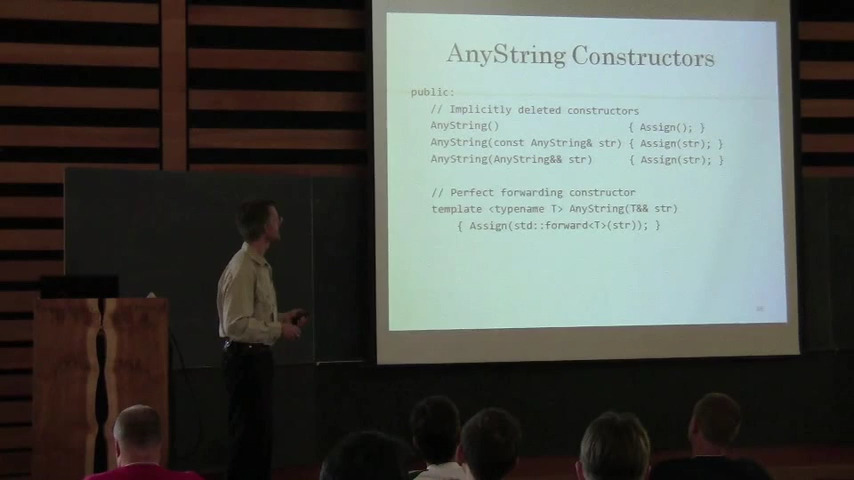 AnyString Constructors
public:
// Implicitly deleted constructors
AnyString() { Assign(); }
AnyString(const AnyString& str) { Assign(str); }
AnyString(AnyString&& str) { Assign(str); }
// Perfect forwarding constructor
template <typename T> AnyString(T&& str)
{ Assign(std::forward<T>(str)); }